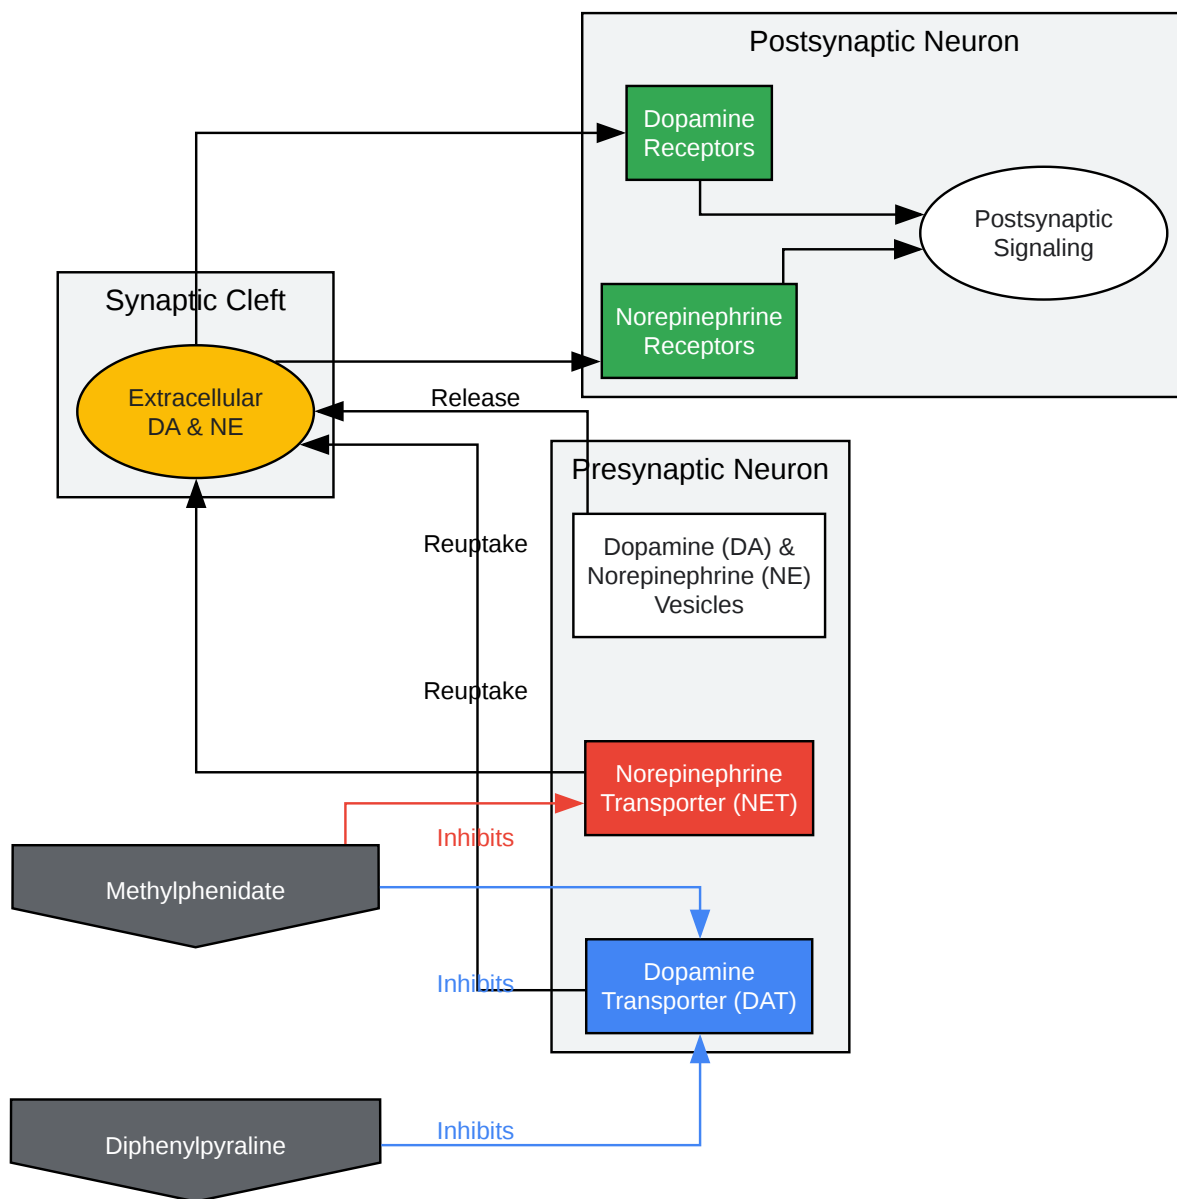 Postsynaptic Neuron
Dopamine
Receptors
Postsynaptic
Signaling
Synaptic Cleft
Norepinephrine
Receptors
Extracellular
DA & NE
Release
Presynaptic Neuron
Reuptake
Dopamine (DA) &
Norepinephrine (NE)
Vesicles
Reuptake
Norepinephrine
Transporter (NET)
Inhibits
Methylphenidate
Inhibits
Dopamine
Transporter (DAT)
Inhibits
Diphenylpyraline